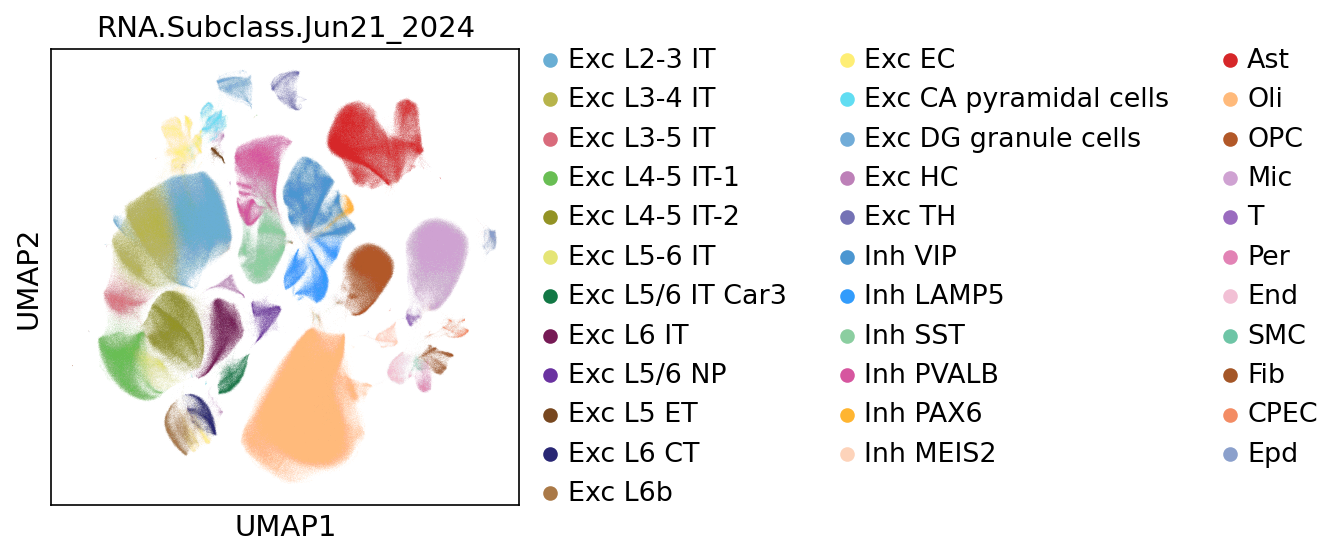 RNA.Subclass.Jun21_2024
UMAP2
UMAP1
Exc L2-3 IT
Exc L3-4 IT
Exc L3-5 IT
Exc L4-5 IT-1
Exc L4-5 IT-2
Exc L5-6 IT
Exc L5/6 IT Car3
Exc L6 IT
Exc L5/6 NP
Exc L5 ET
Exc L6 CT
Exc L6b
Exc EC
Exc CA pyramidal cells
Exc DG granule cells
Exc HC
Exc TH
Inh VIP
Inh LAMP5
Inh SST
Inh PVALB
Inh PAX6
Inh MEIS2
Ast
Oli
OPC
Mic
T
Per
End
SMC
Fib
CPEC
Epd